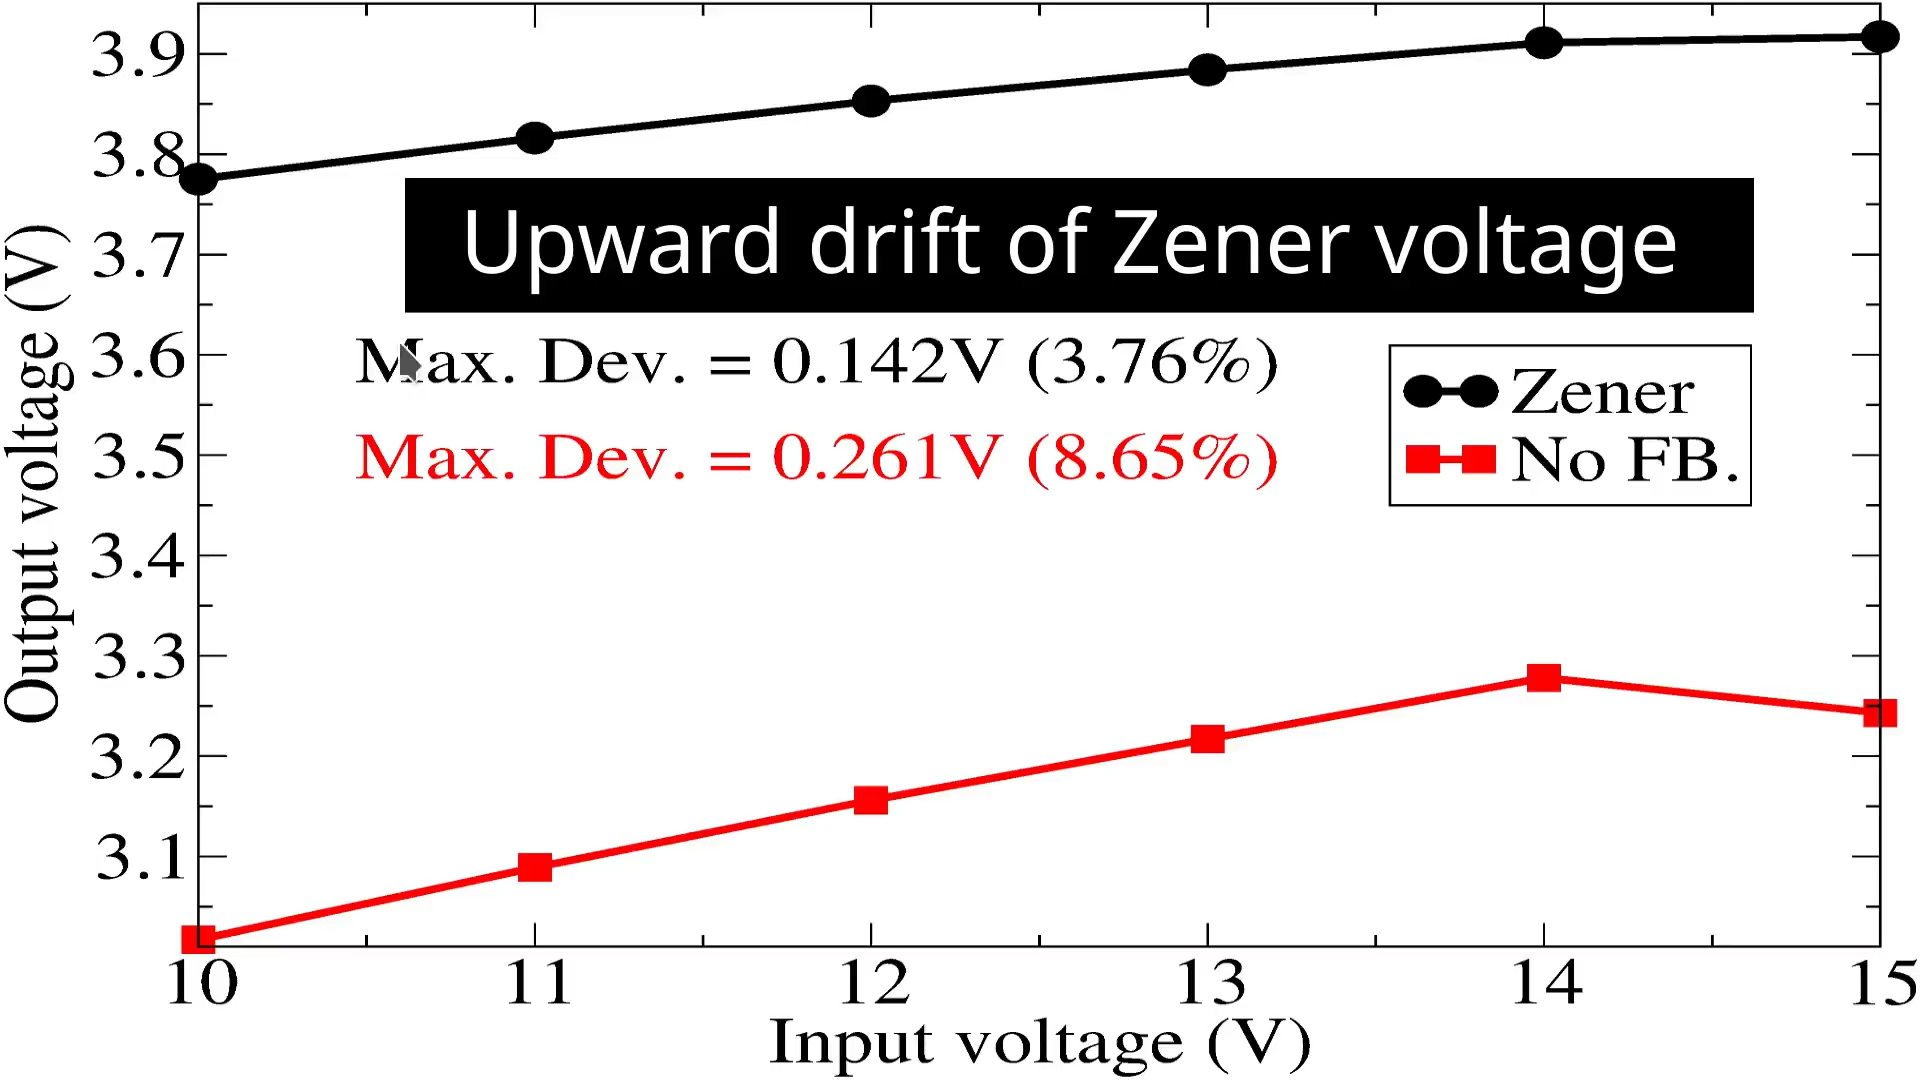 3.9
3.8
3.7
3.6
3.5
3.4
3.3
3.2
3.1
Output voltage (V)
Upward drift of Zener voltage
Max. Dev. = 0.142V (3.76%)
Max. Dev. = 0.261V (8.65%)
Zener
No FB.
10 11 12 13 14 15
Input voltage (V)